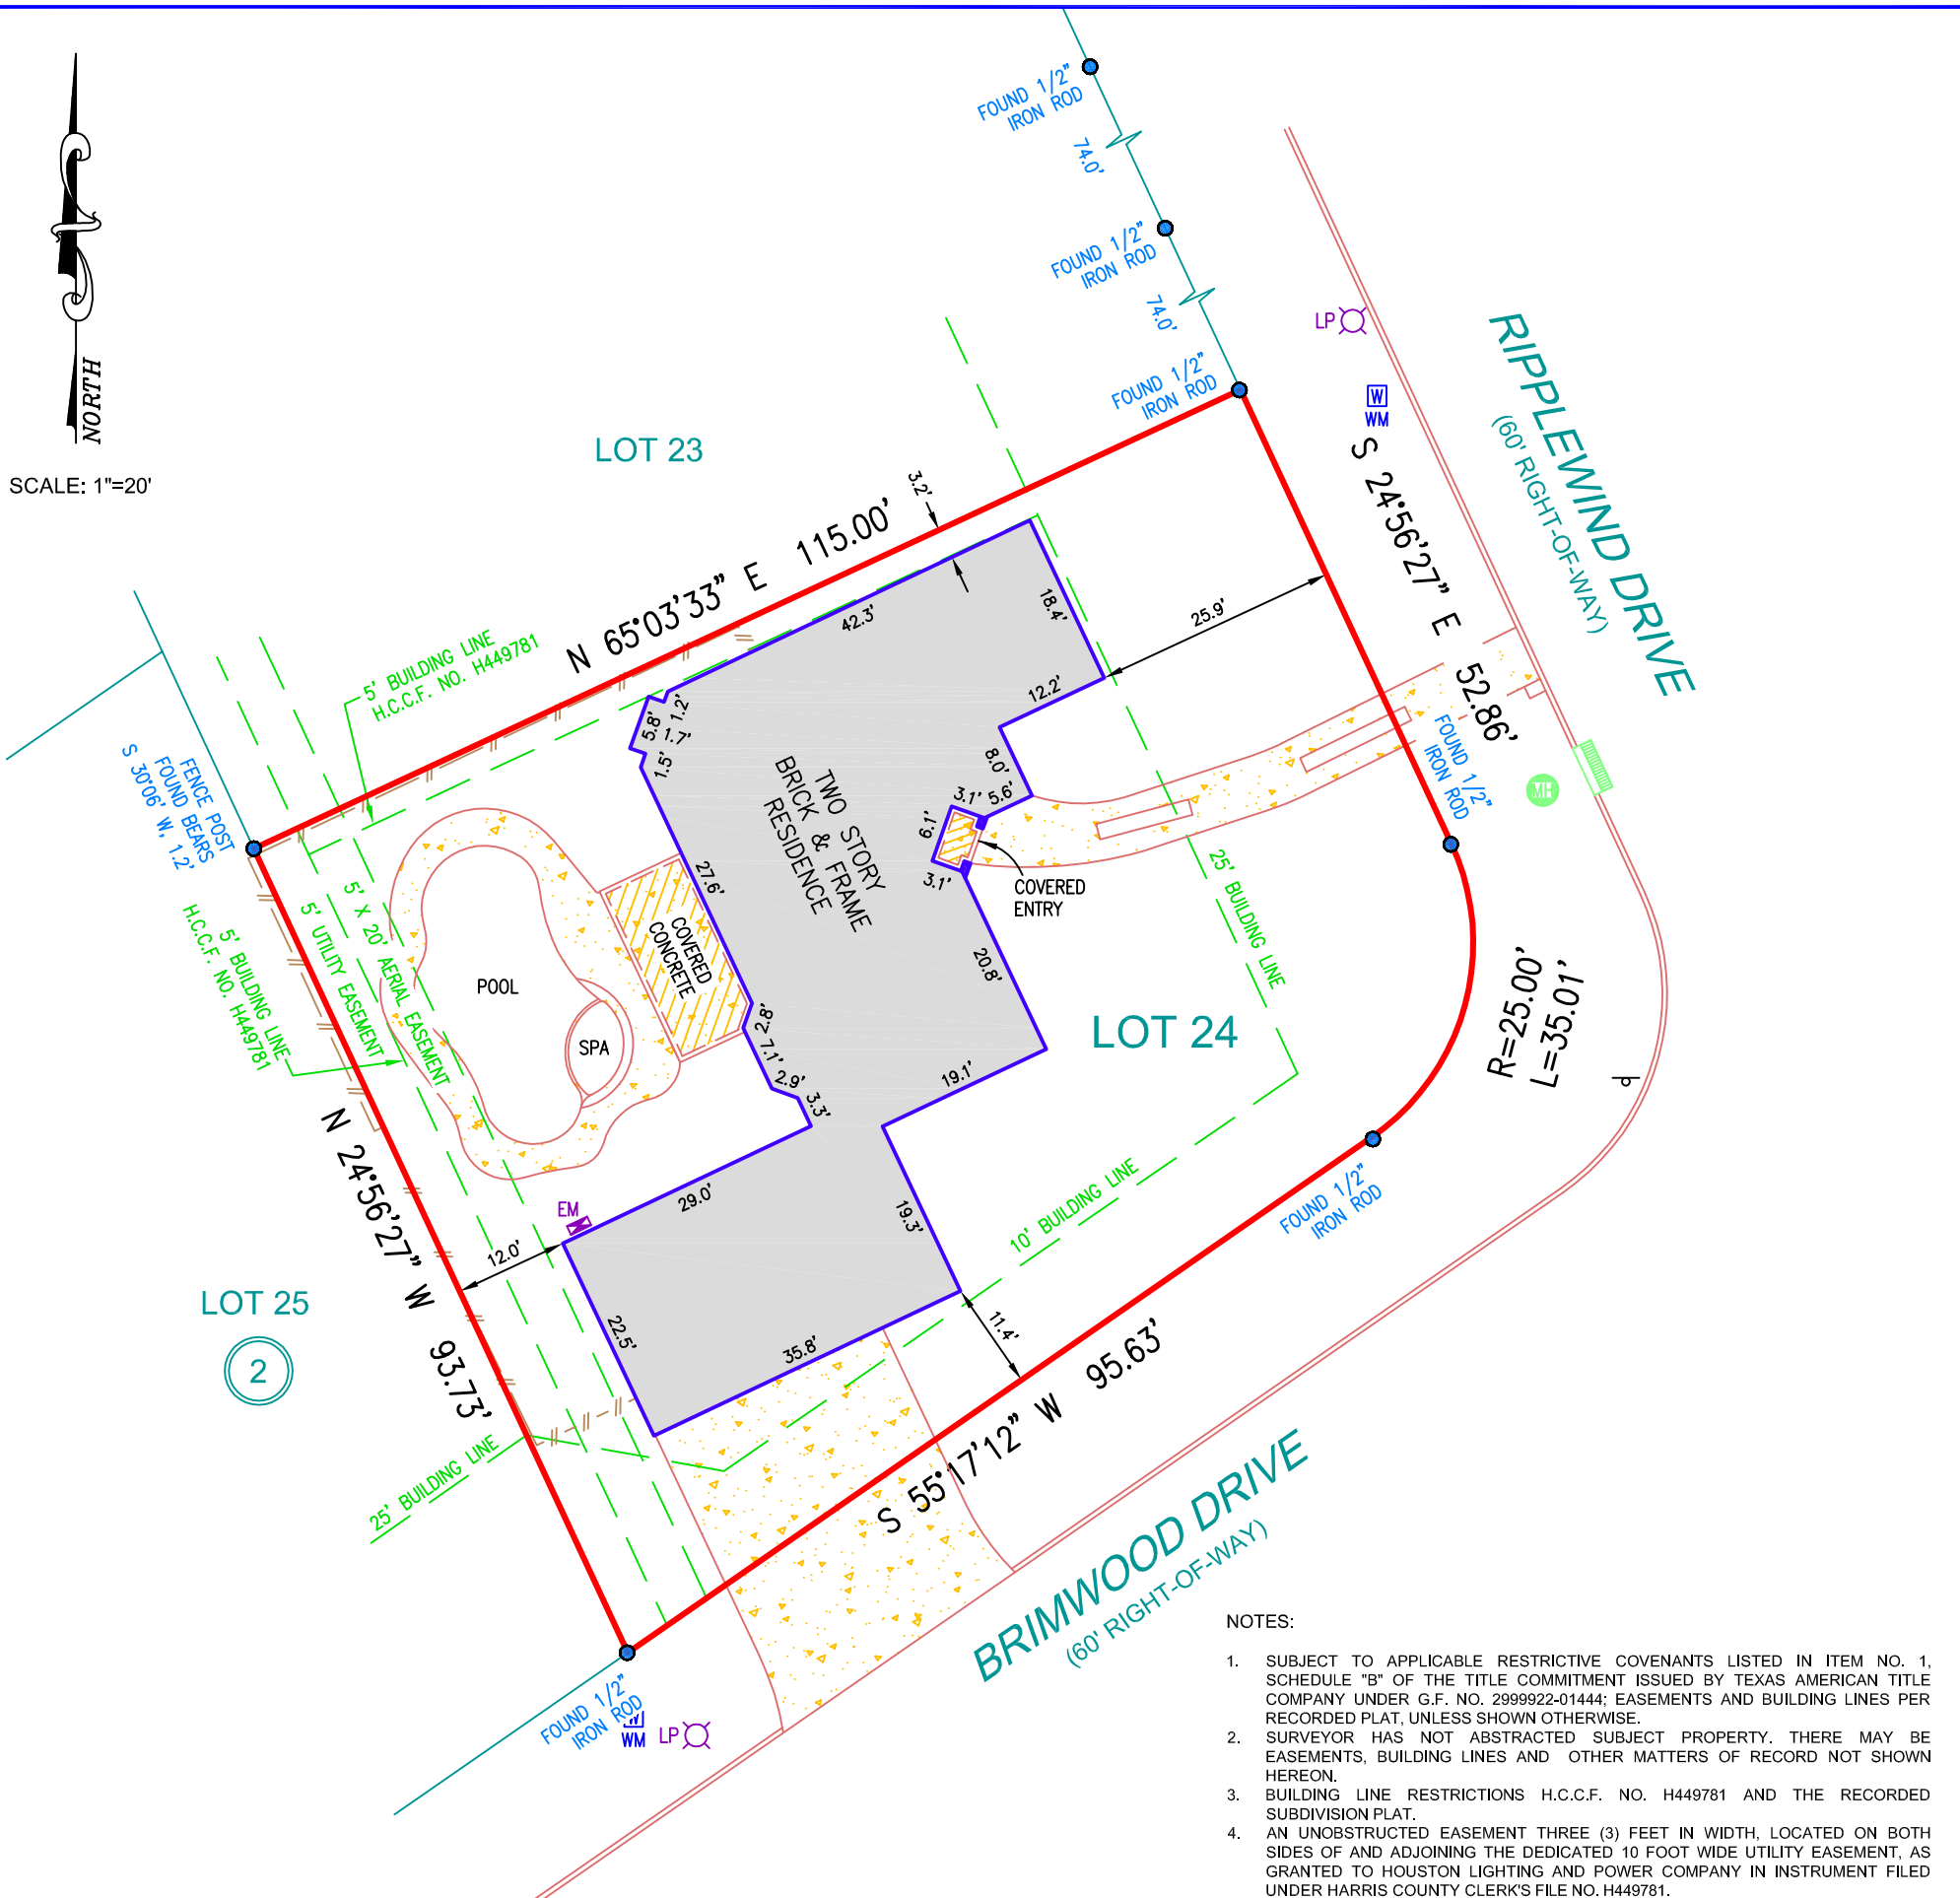 NORTH
SCALE: 1"=20'
FOUND 1/2"
IRON ROD
74.0'
FOUND 1/2"
IRON ROD
74.0'
FOUND 1/2"
IRON ROD
LP
W
WM
RIPPLEWIND DRIVE
(60' RIGHT-OF-WAY)
S 24°56'27" E 52.86'
LOT 23
3.2'
N 65°03'33" E 115.00'
5' BUILDING LINE
H.C.C.F. NO. H449781
42.3'
18.4'
25.9'
12.2'
8.0'
5.6'
3.1'
6.1'
3.1'
5.8'
1.2'
1.7'
1.5'
TWO STORY
BRICK & FRAME
RESIDENCE
FOUND 1/2"
IRON ROD
MH
FENCE POST
FOUND BEARS
S 30°06' W, 1.2'
5' BUILDING LINE
H.C.C.F. NO. H449781
5' UTILITY EASEMENT
5' X 20' AERIAL EASEMENT
POOL
SPA
COVERED
CONCRETE
27.6'
COVERED
ENTRY
25' BUILDING LINE
20.8'
LOT 24
R=25.00'
L=35.01'
2.8'
7.1'
2.9'
3.3'
19.1'
10' BUILDING LINE
FOUND 1/2"
IRON ROD
N 24°56'27" W 93.73'
EM
29.0'
12.0'
19.3'
22.5'
35.8'
11.4'
LOT 25
2
25' BUILDING LINE
S 55°17'12" W 95.63'
BRIMWOOD DRIVE
(60' RIGHT-OF-WAY)
FOUND 1/2"
IRON ROD
W
WM
LP
NOTES:
1. SUBJECT TO APPLICABLE RESTRICTIVE COVENANTS LISTED IN ITEM NO. 1,
SCHEDULE "B" OF THE TITLE COMMITMENT ISSUED BY TEXAS AMERICAN TITLE
COMPANY UNDER G.F. NO. 2999922-01444; EASEMENTS AND BUILDING LINES PER
RECORDED PLAT, UNLESS SHOWN OTHERWISE.
2. SURVEYOR HAS NOT ABSTRACTED SUBJECT PROPERTY. THERE MAY BE
EASEMENTS, BUILDING LINES AND OTHER MATTERS OF RECORD NOT SHOWN
HEREON.
3. BUILDING LINE RESTRICTIONS H.C.C.F. NO. H449781 AND THE RECORDED
SUBDIVISION PLAT.
4. AN UNOBSTRUCTED EASEMENT THREE (3) FEET IN WIDTH, LOCATED ON BOTH
SIDES OF AND ADJOINING THE DEDICATED 10 FOOT WIDE UTILITY EASEMENT, AS
GRANTED TO HOUSTON LIGHTING AND POWER COMPANY IN INSTRUMENT FILED
UNDER HARRIS COUNTY CLERK'S FILE NO. H449781.